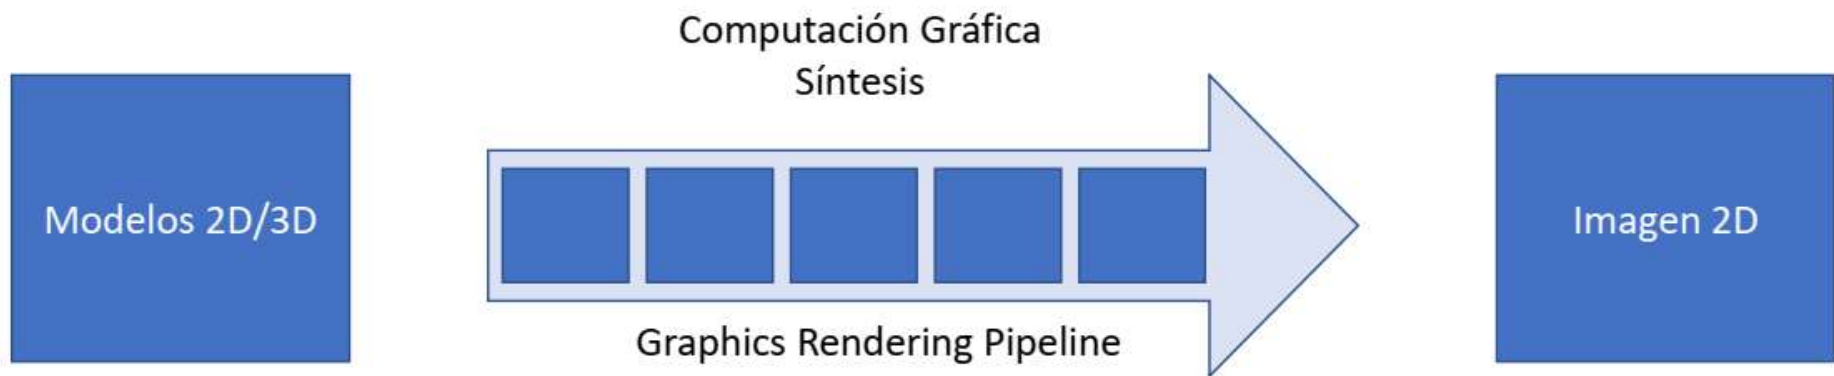 Computación Gráfica
Síntesis
Modelos 2D/3D
Imagen 2D
Graphics Rendering Pipeline